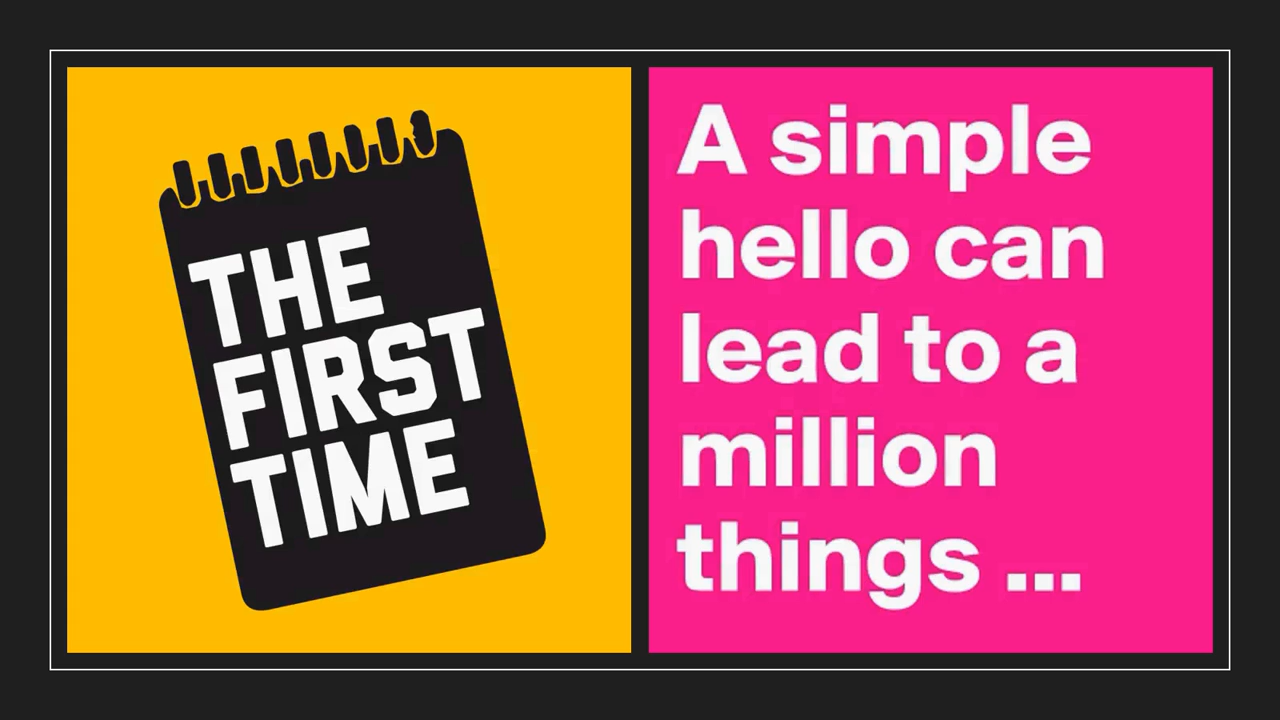 THE
FIRST
TIME
A simple
hello can
lead to a
million
things ...